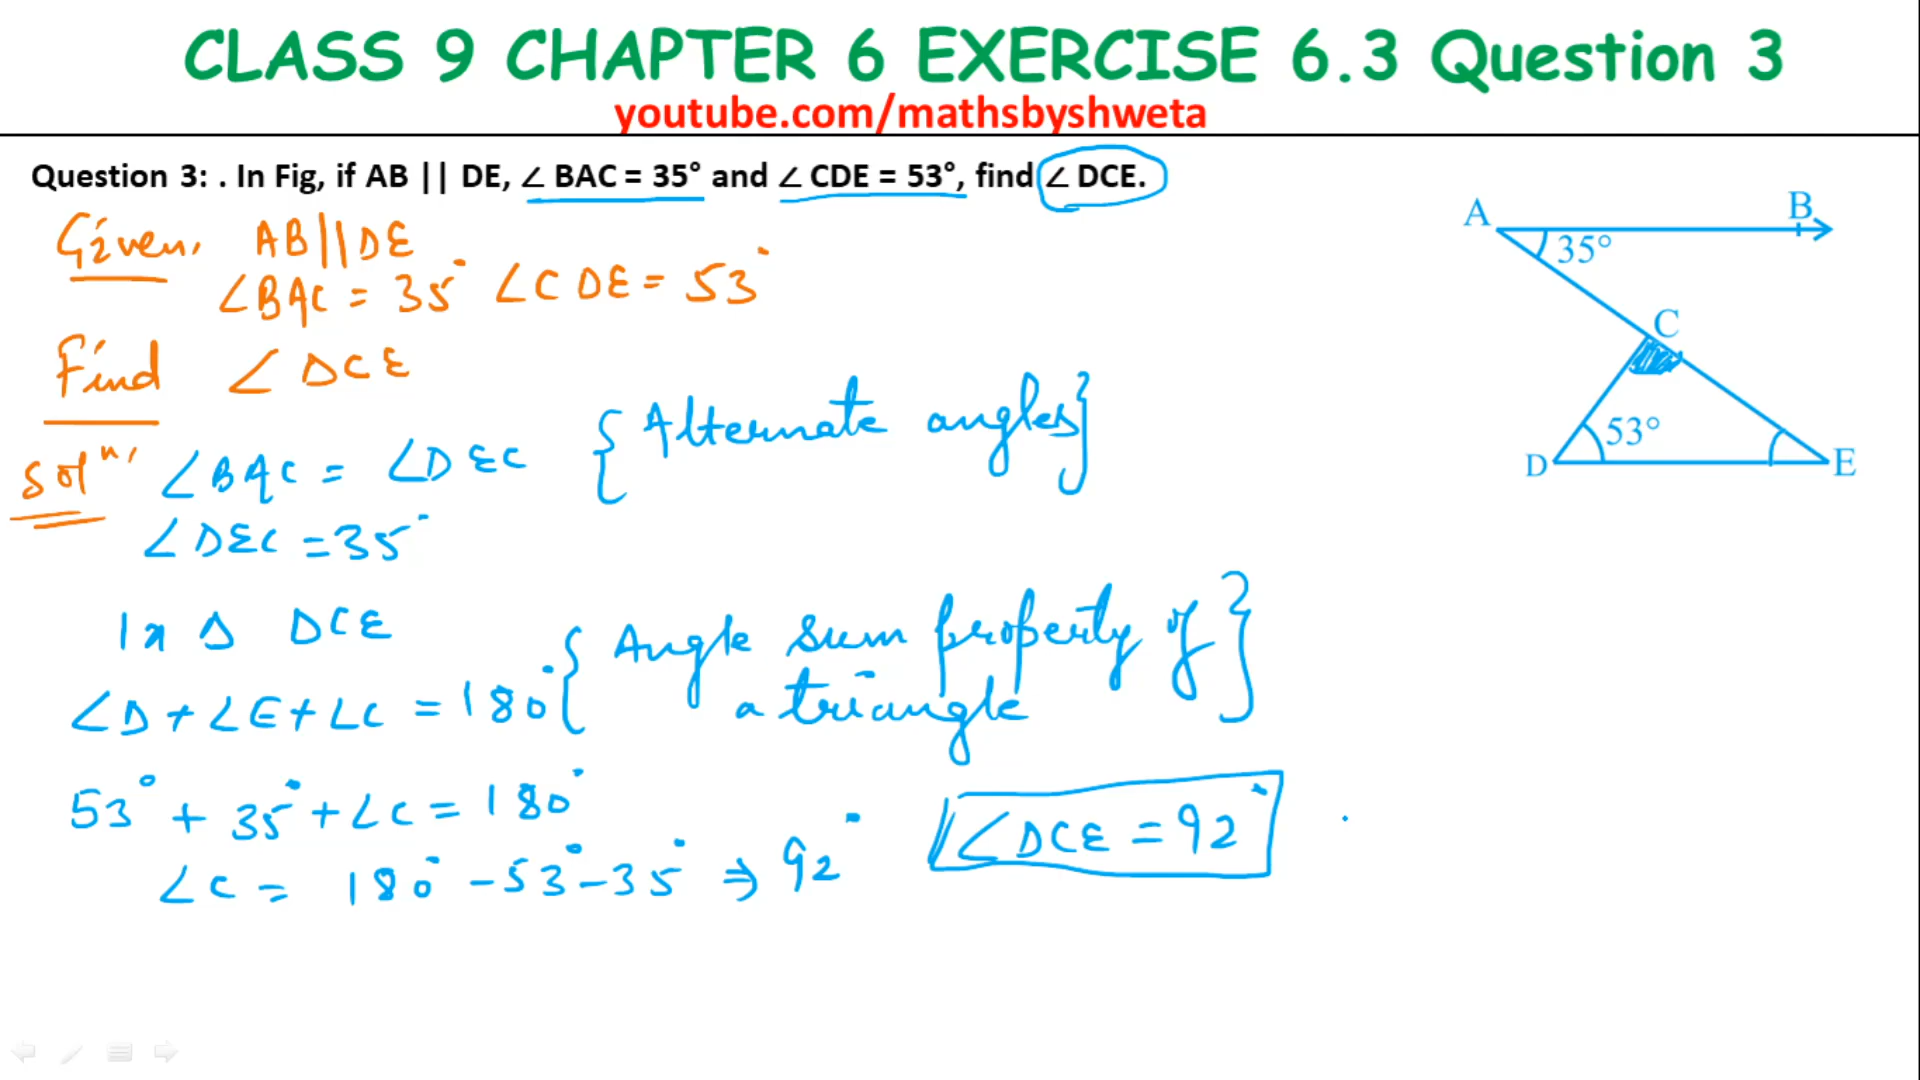 CLASS 9 CHAPTER 6 EXERCISE 6.3 Question 3
youtube.com/mathsbyshweta
Question 3: . In Fig, if AB || DE, ∠ BAC = 35° and ∠ CDE = 53°, find ∠ DCE.
Given, AB||DE
∠BAC = 35° ∠CDE = 53°
Find ∠DCE
Solⁿ, ∠BAC = ∠DEC {Alternate angles}
∠DEC = 35°
In Δ DCE
∠D + ∠E + ∠C = 180° {Angle sum property of
a triangle}
53° + 35° + ∠C = 180°
∠C = 180° - 53° - 35° ⇒ 92°
∠DCE = 92°
A
B
35°
C
53°
D
E